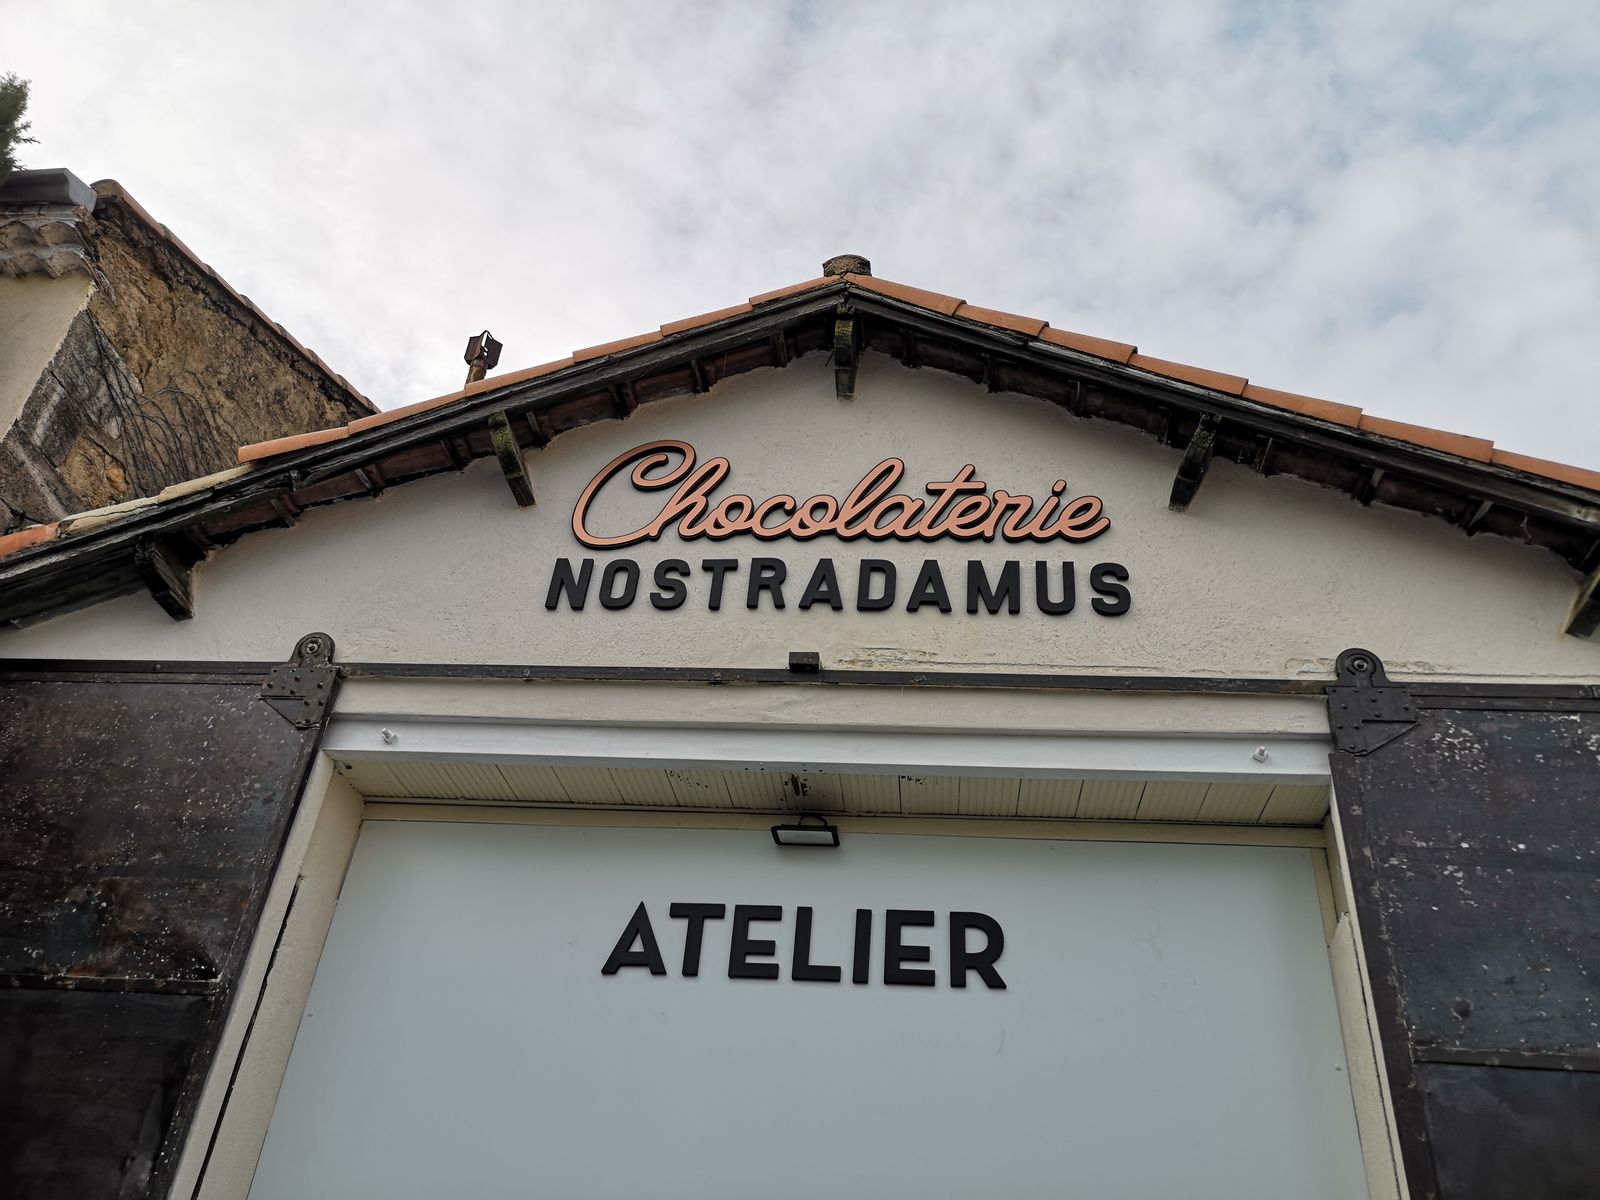 Chocolaterie
NOSTRADAMUS
ATELIER